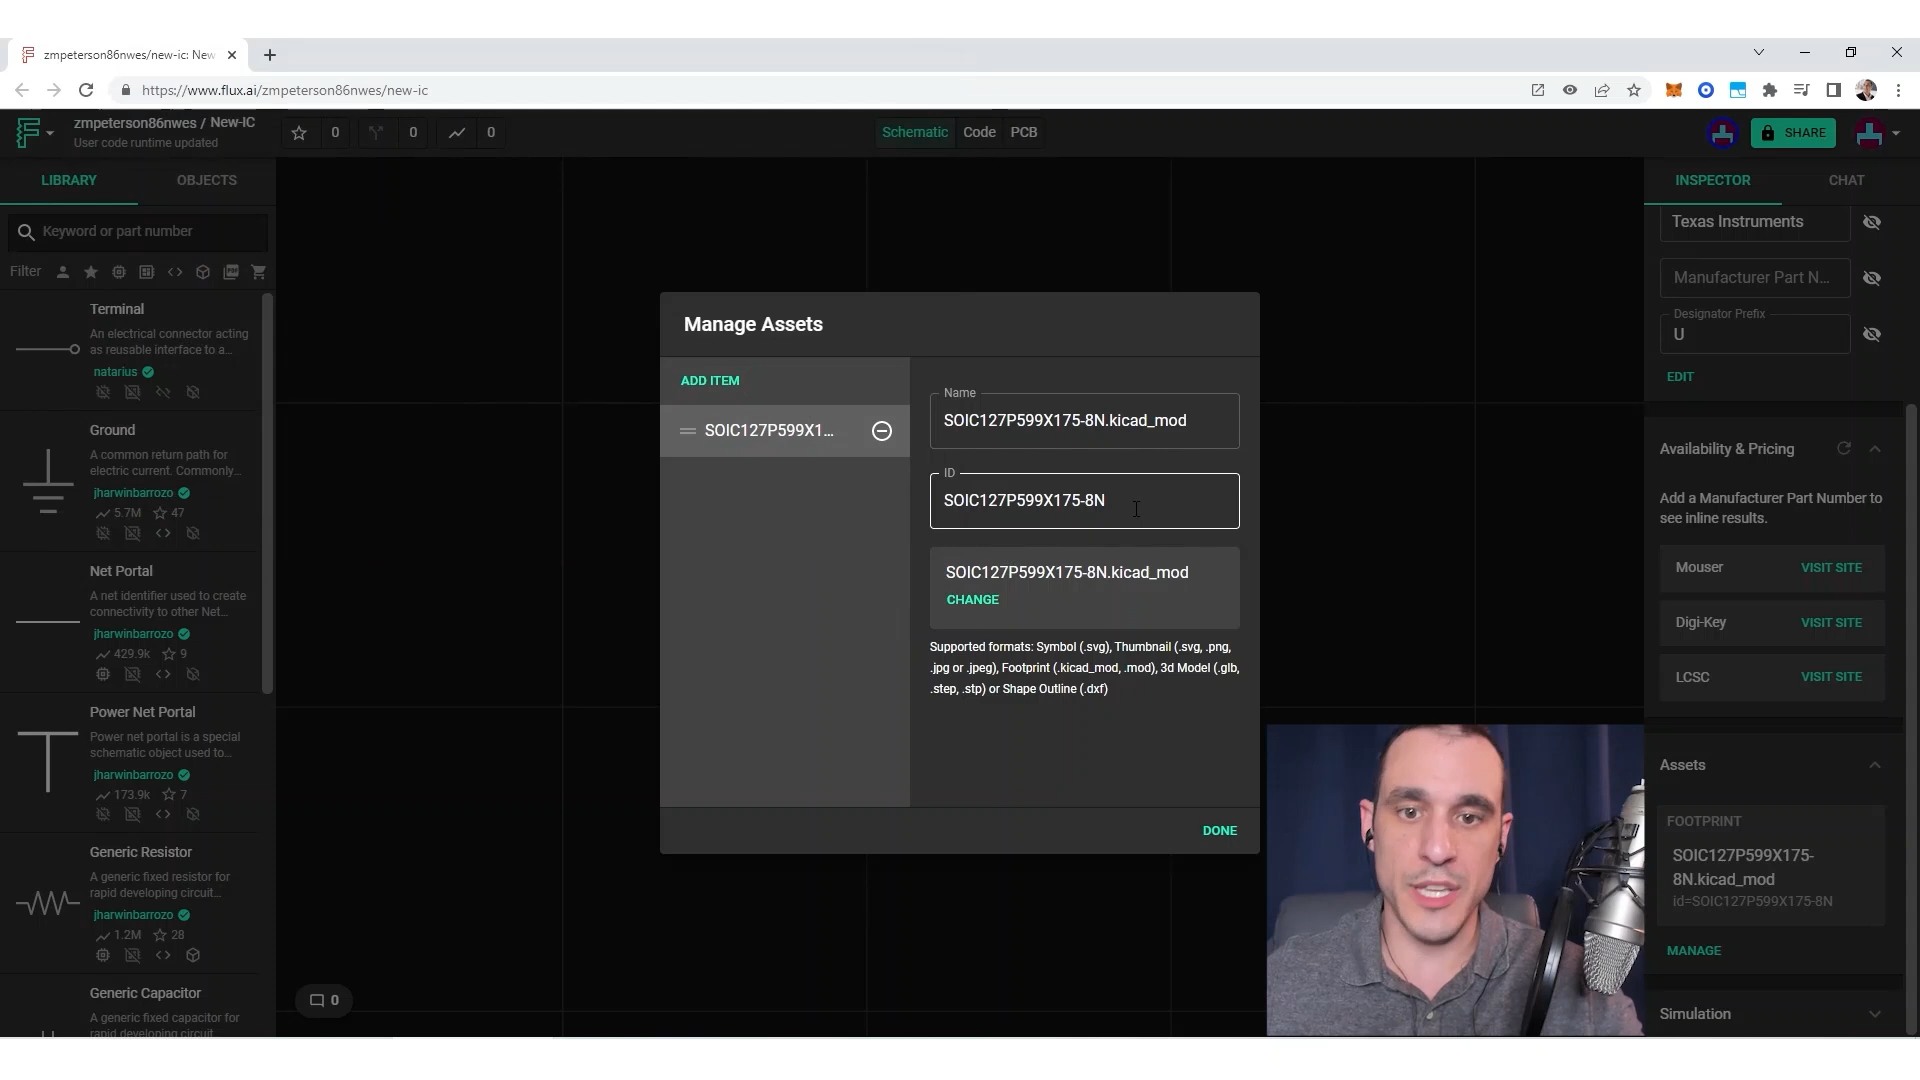 zmpeterson86nwes/new-ic: New
https://www.flux.ai/zmpeterson86nwes/new-ic
zmpeterson86nwes / New-IC
User code runtime updated
0
0
0
Schematic
Code
PCB
SHARE
LIBRARY
OBJECTS
Keyword or part number
Filter
Terminal
An electrical connector acting
as reusable interface to a...
natarius
Ground
A common return path for
electric current. Commonly...
jharwinbarrozo
5.7M
47
Net Portal
A net identifier used to create
connectivity to other Net...
jharwinbarrozo
429.9k
9
Power Net Portal
Power net portal is a special
schematic object used to...
jharwinbarrozo
173.9k
7
Generic Resistor
A generic fixed resistor for
rapid developing circuit...
jharwinbarrozo
1.2M
28
Generic Capacitor
A generic fixed capacitor for
rapid developing circuit
0
Manage Assets
ADD ITEM
SOIC127P599X1...
Name
SOIC127P599X175-8N.kicad_mod
ID
SOIC127P599X175-8N
SOIC127P599X175-8N.kicad_mod
CHANGE
Supported formats: Symbol (.svg), Thumbnail (.svg, .png,
.jpg or .jpeg), Footprint (.kicad_mod, .mod), 3d Model (.glb,
.step, .stp) or Shape Outline (.dxf)
DONE
INSPECTOR
CHAT
Texas Instruments
Manufacturer Part N...
Designator Prefix
U
EDIT
Availability & Pricing
Add a Manufacturer Part Number to
see inline results.
Mouser
VISIT SITE
Digi-Key
VISIT SITE
LCSC
VISIT SITE
Assets
FOOTPRINT
SOIC127P599X175-
8N.kicad_mod
id=SOIC127P599X175-8N
MANAGE
Simulation